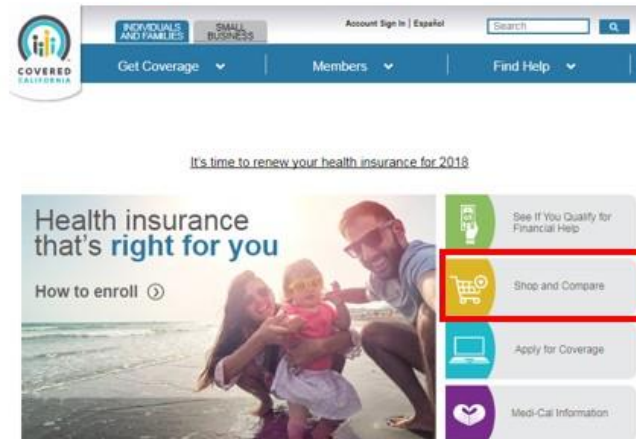 INDIVIDUALS
AND FAMILIES
SMALL
BUSINESS
Account Sign In | Español
Search
COVERED
CALIFORNIA
Get Coverage
Members
Find Help
It's time to renew your health insurance for 2018
Health insurance
that's right for you
How to enroll
See If You Qualify for
Financial Help
Shop and Compare
Apply for Coverage
Medi-Cal Information